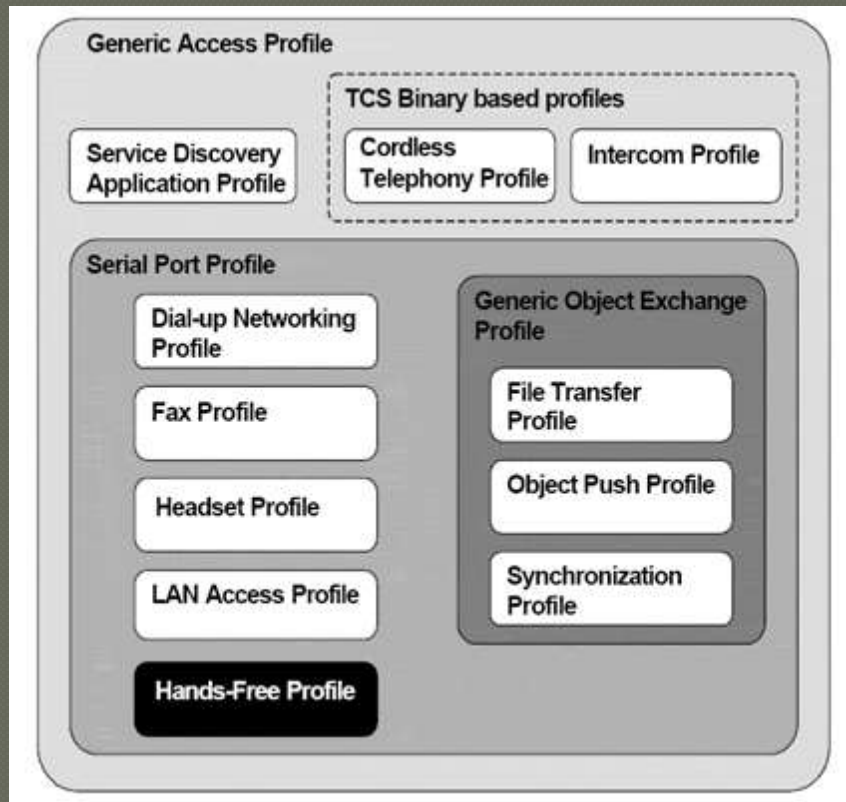 Generic Access Profile
TCS Binary based profiles
Service Discovery
Application Profile
Cordless
Telephony Profile
Intercom Profile
Serial Port Profile
Dial-up Networking
Profile
Fax Profile
Headset Profile
LAN Access Profile
Hands-Free Profile
Generic Object Exchange
Profile
File Transfer
Profile
Object Push Profile
Synchronization
Profile